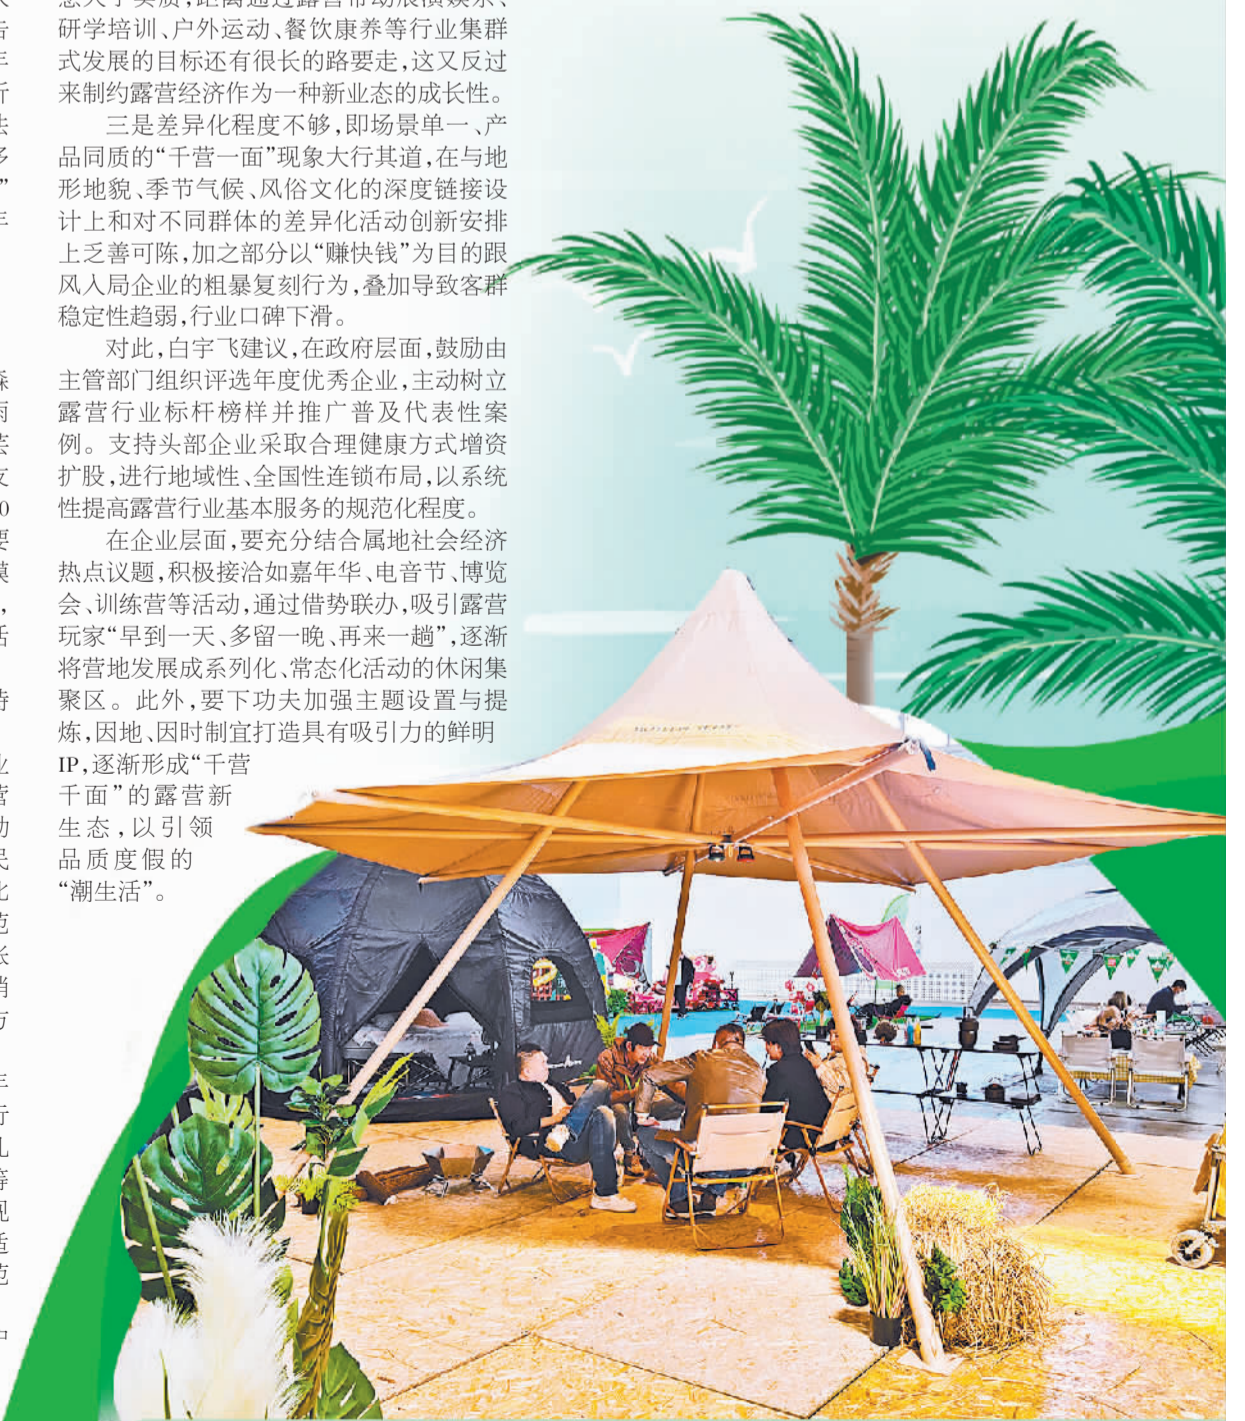 研学培训、户外运动、餐饮康养等行业集群
式发展的目标还有很长的路要走,这又反过
来制约露营经济作为一种新业态的成长性。
三是差异化程度不够,即场景单一、产
品同质的“千营一面”现象大行其道,在与地
形地貌、季节气候、风俗文化的深度链接设
计上和对不同群体的差异化活动创新安排
上乏善可陈,加之部分以“赚快钱”为目的跟
风入局企业的粗暴复刻行为,叠加导致客群
稳定性趋弱,行业口碑下滑。
对此,白宇飞建议,在政府层面,鼓励由
主管部门组织评选年度优秀企业,主动树立
露营行业标杆榜样并推广普及代表性案
例。支持头部企业采取合理健康方式增资
扩股,进行地域性、全国性连锁布局,以系统
性提高露营行业基本服务的规范化程度。
在企业层面,要充分结合属地社会经济
热点议题,积极接洽如嘉年华、电音节、博览
会、训练营等活动,通过借势联办,吸引露营
玩家“早到一天、多留一晚、再来一趟”,逐渐
将营地发展成系列化、常态化活动的休闲集
聚区。此外,要下功夫加强主题设置与提
炼,因地、因时制宜打造具有吸引力的鲜明
IP,逐渐形成“千营
千面”的露营新
生态,以引领
品质度假的
“潮生活”。